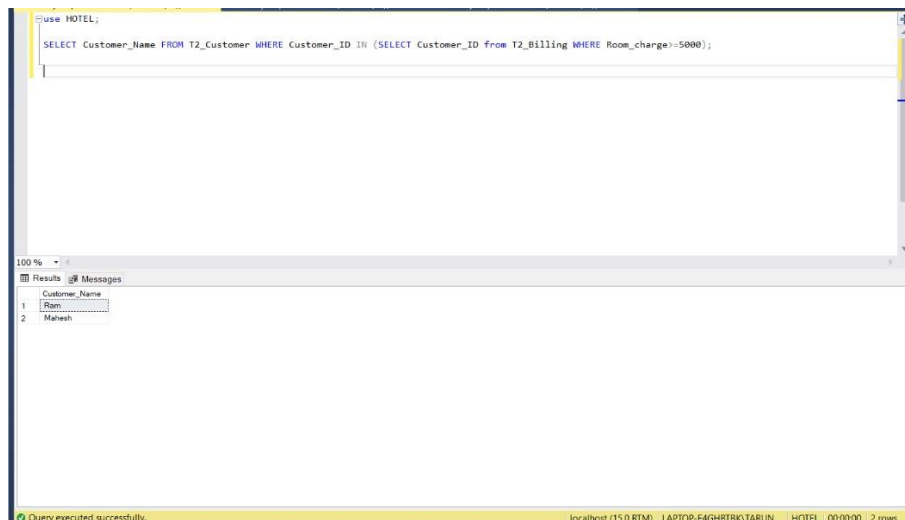 use HOTEL;
SELECT Customer_Name FROM T2_Customer WHERE Customer_ID IN (SELECT Customer_ID from T2_Billing WHERE Room_charge>=5000);
100 %
Results Messages
Customer_Name
1 Ram
2 Mahesh
Query executed successfully. localhost (15.0 RTM) HOTEL 00:00:00 2 rows